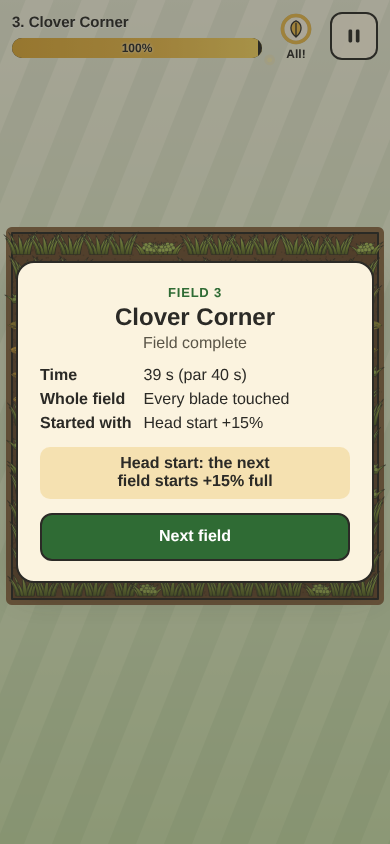 3. Clover Corner
100%
All!
FIELD 3
Clover Corner
Field complete
Time 39 s (par 40 s)
Whole field Every blade touched
Started with Head start +15%
Head start: the next
field starts +15% full
Next field